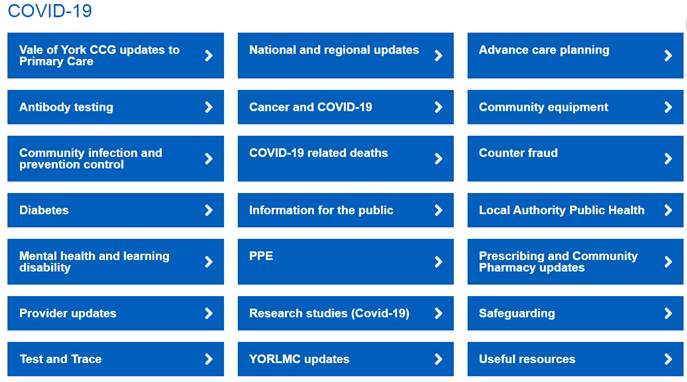 COVID-19
Vale of York CCG updates to
Primary Care
National and regional updates
Advance care planning
Antibody testing
Cancer and COVID-19
Community equipment
Community infection and
prevention control
COVID-19 related deaths
Counter fraud
Diabetes
Information for the public
Local Authority Public Health
Mental health and learning
disability
PPE
Prescribing and Community
Pharmacy updates
Provider updates
Research studies (Covid-19)
Safeguarding
Test and Trace
YORLMC updates
Useful resources